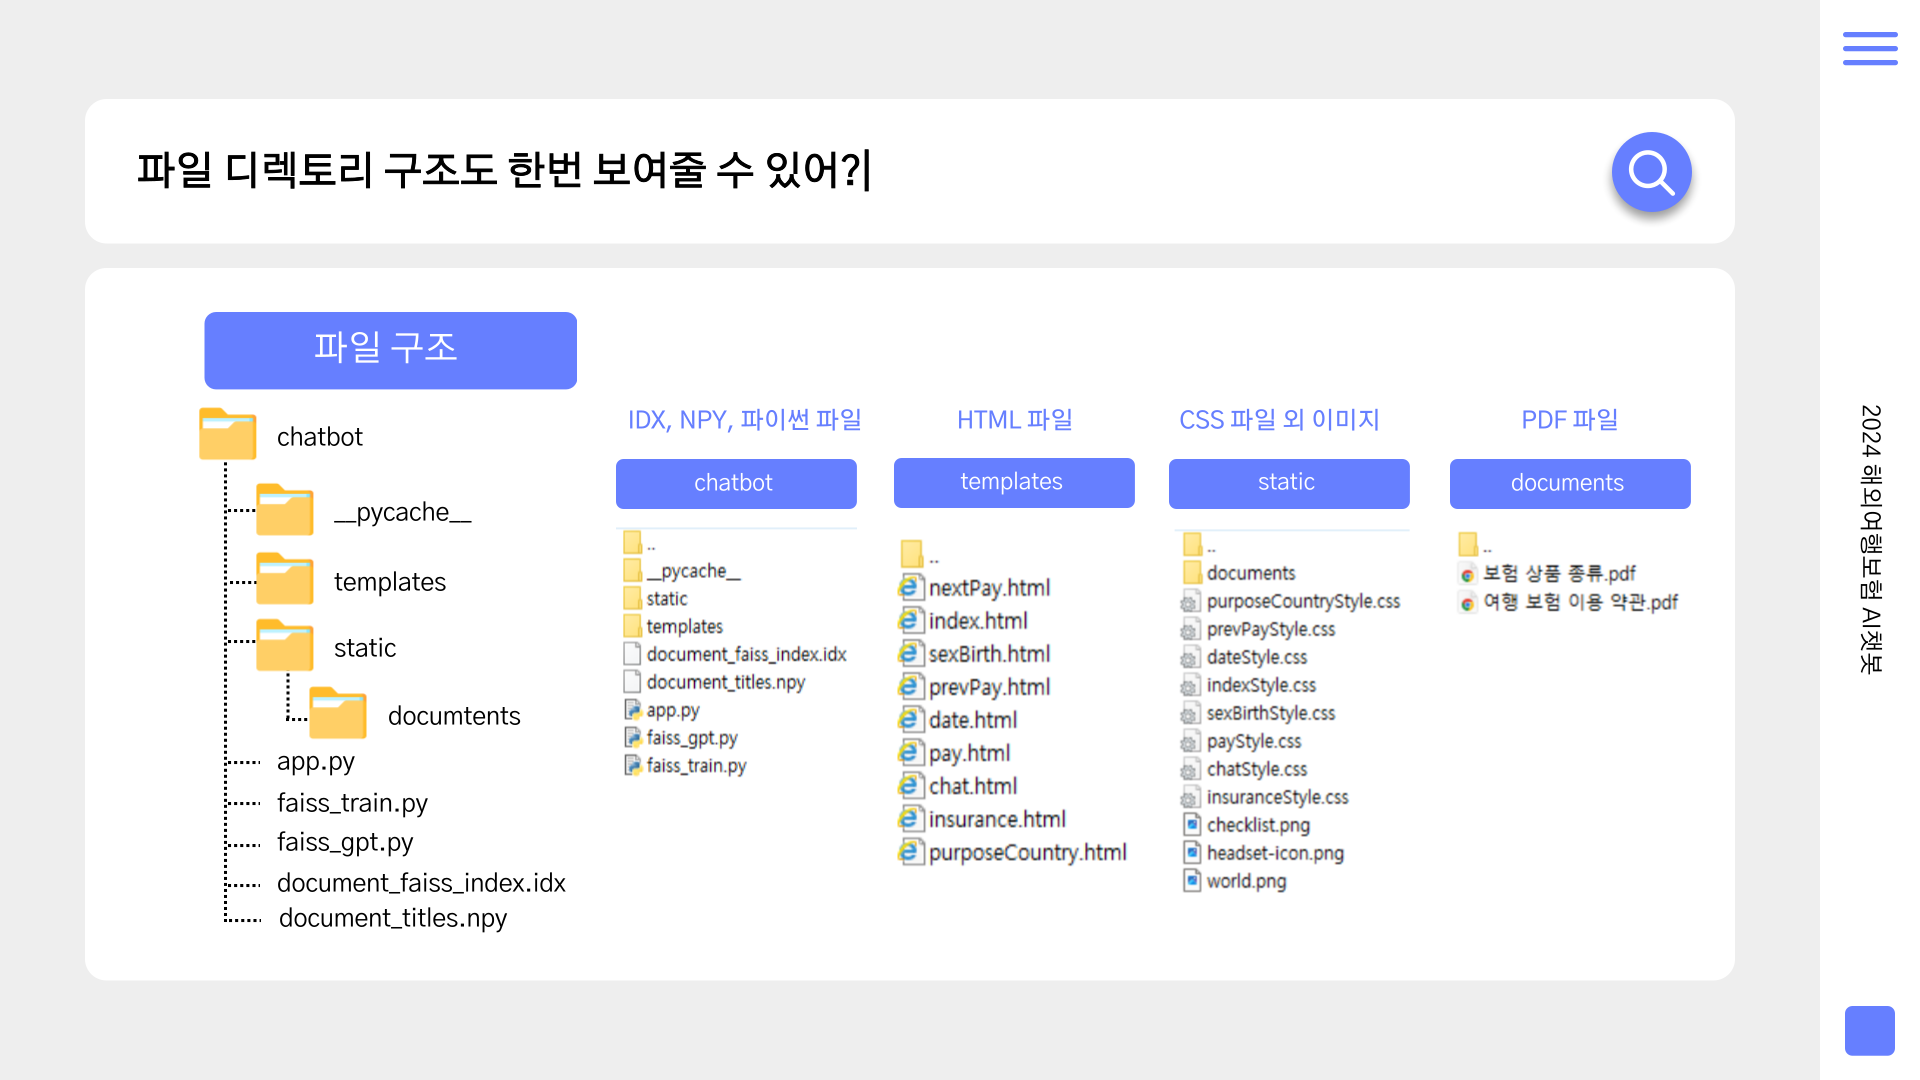 파일 디렉토리 구조도 한번 보여줄 수 있어?|
파일 구조
chatbot
__pycache__
templates
static
documtents
app.py
faiss_train.py
faiss_gpt.py
document_faiss_index.idx
document_titles.npy
IDX, NPY, 파이썬 파일
chatbot
..
__pycache__
static
templates
document_faiss_index.idx
document_titles.npy
app.py
faiss_gpt.py
faiss_train.py
HTML 파일
templates
..
nextPay.html
index.html
sexBirth.html
prevPay.html
date.html
pay.html
chat.html
insurance.html
purposeCountry.html
CSS 파일 외 이미지
static
..
documents
purposeCountryStyle.css
prevPayStyle.css
dateStyle.css
indexStyle.css
sexBirthStyle.css
payStyle.css
chatStyle.css
insuranceStyle.css
checklist.png
headset-icon.png
world.png
PDF 파일
documents
..
보험 상품 종류.pdf
여행 보험 이용 약관.pdf
2024 해외여행보험 AI챗봇